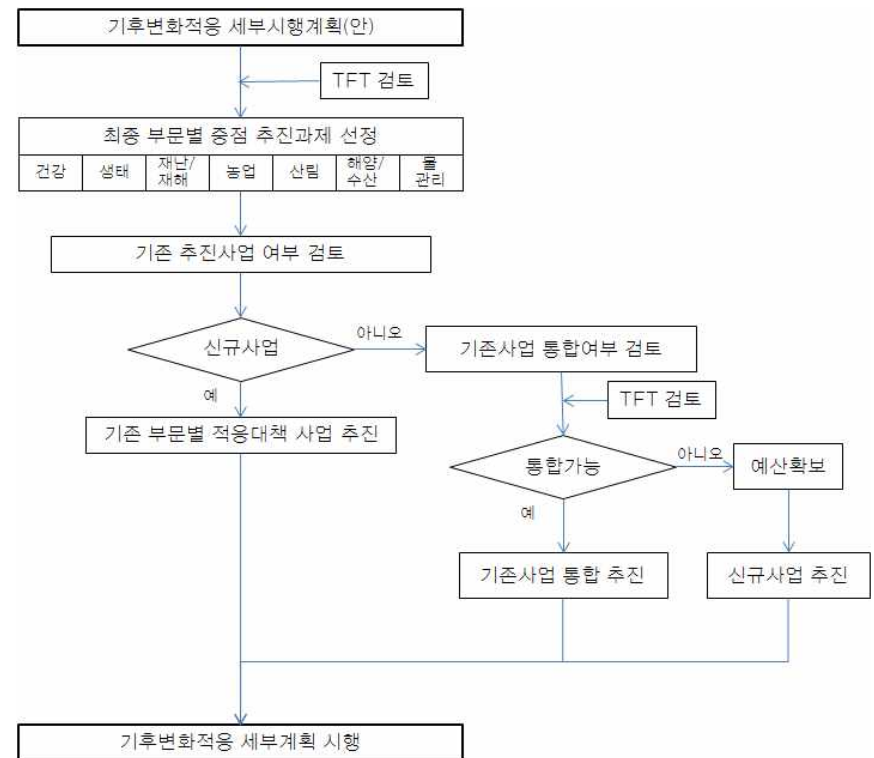 기후변화적응 세부시행계획(안)
TFT 검토
최종 부문별 중점 추진과제 선정
건강
생태
재난/
재해
농업
산림
해양/
수산
물
관리
기존 추진사업 여부 검토
신규사업
아니오
기존사업 통합여부 검토
예
TFT 검토
기존 부문별 적응대책 사업 추진
통합가능
아니오
예산확보
예
기존사업 통합 추진
신규사업 추진
기후변화적응 세부계획 시행